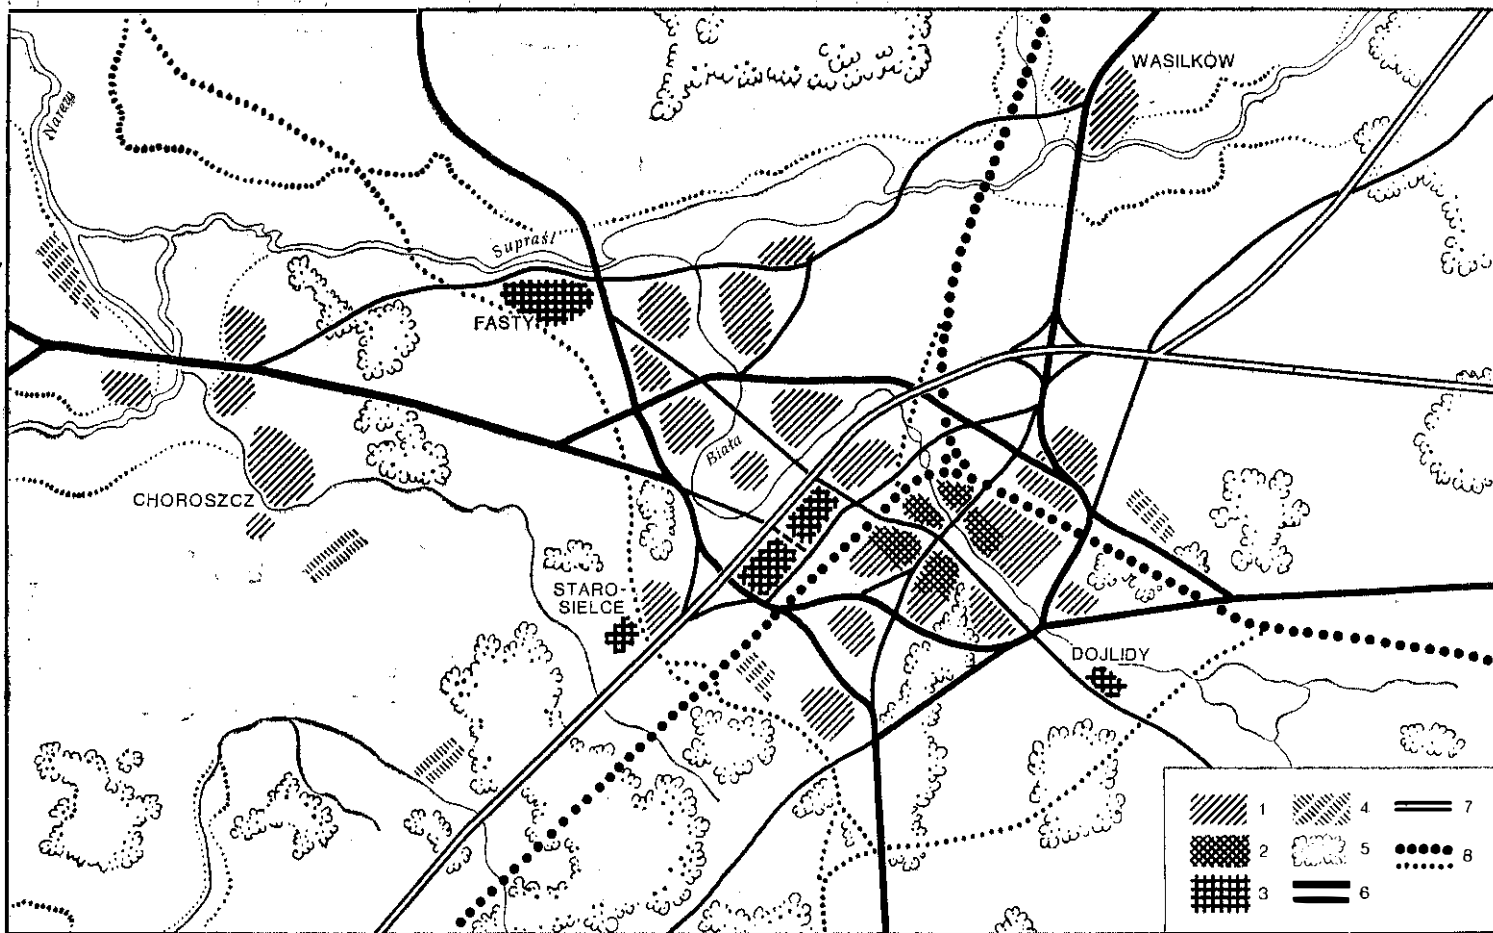 WASILKÓW
Narew
Supraśl
FASTY
Biała
CHOROSZCZ
STARO-
SIELCE
DOJLIDY
1 4 7
2 5 8
3 6